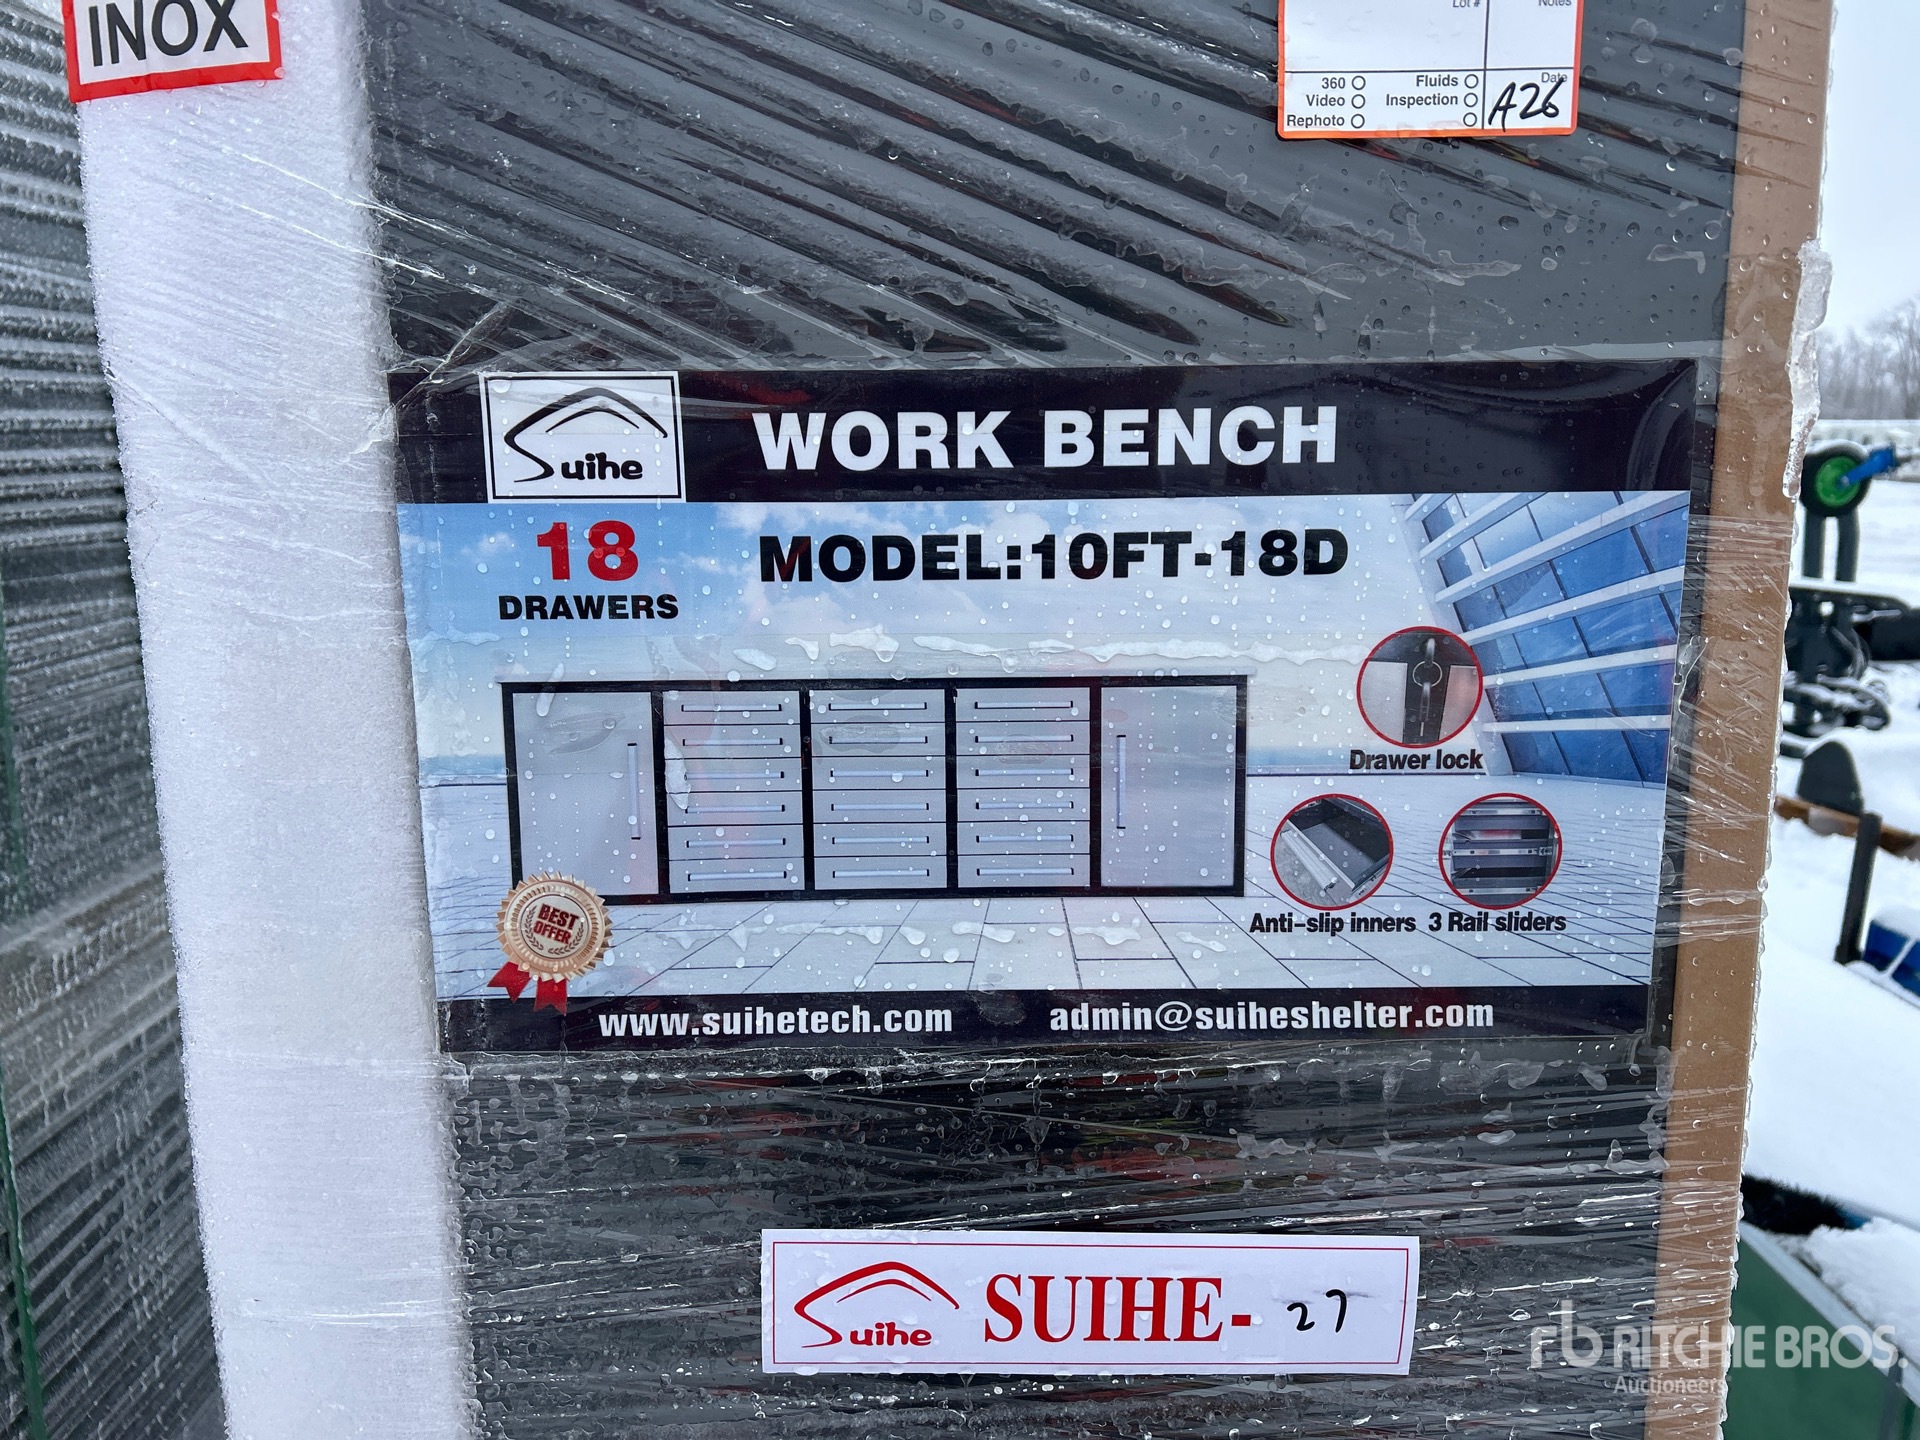 INOX
Lot #
Notes
360
Fluids
Date
Video
Inspection
A26
Rephoto
Suihe
WORK BENCH
18
DRAWERS
MODEL:10FT-18D
Drawer lock
Anti-slip inners
3 Rail sliders
BEST
OFFER
www.suihetech.com
admin@suiheshelter.com
Suihe
SUIHE- 27
rb RITCHIE BROS.
Auctioneers